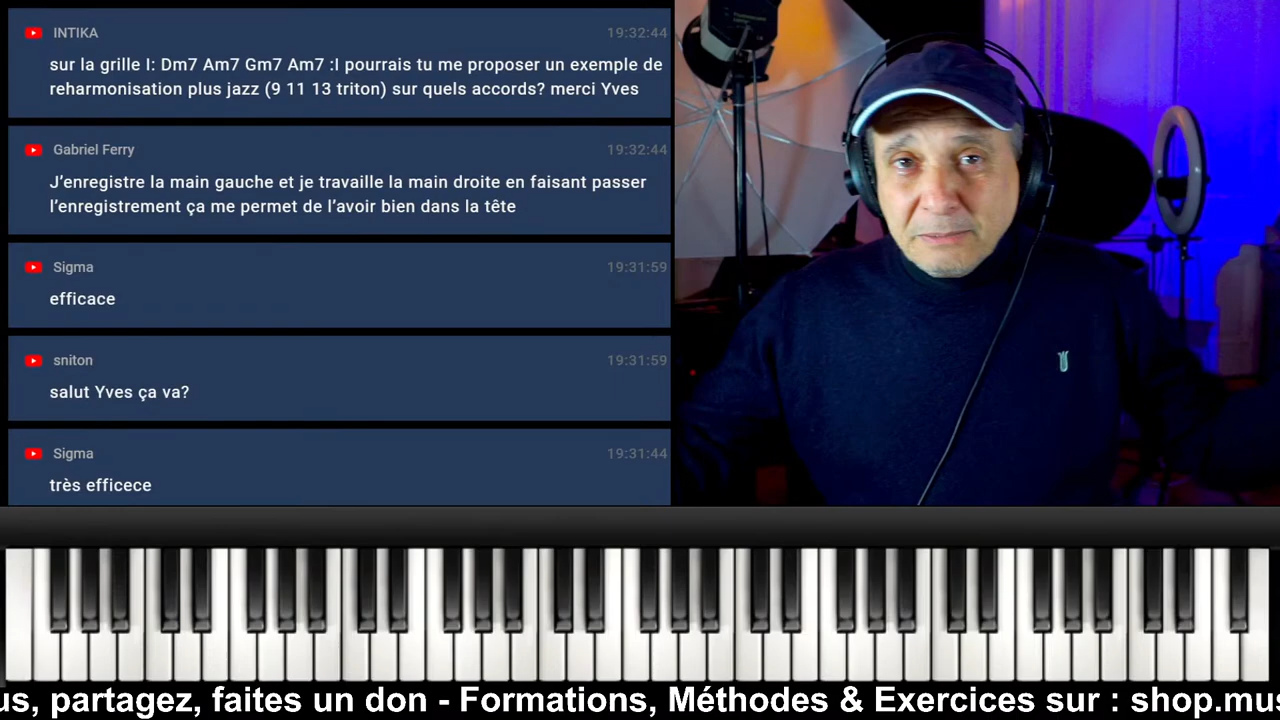 INTIKA 19:32:44
sur la grille I: Dm7 Am7 Gm7 Am7 :I pourrais tu me proposer un exemple de
reharmonisation plus jazz (9 11 13 triton) sur quels accords? merci Yves
Gabriel Ferry 19:32:44
J’enregistre la main gauche et je travaille la main droite en faisant passer
l’enregistrement ça me permet de l’avoir bien dans la tête
Sigma 19:31:59
efficace
sniton 19:31:59
salut Yves ça va?
Sigma 19:31:44
très efficece
us, partagez, faites un don - Formations, Méthodes & Exercices sur : shop.mus